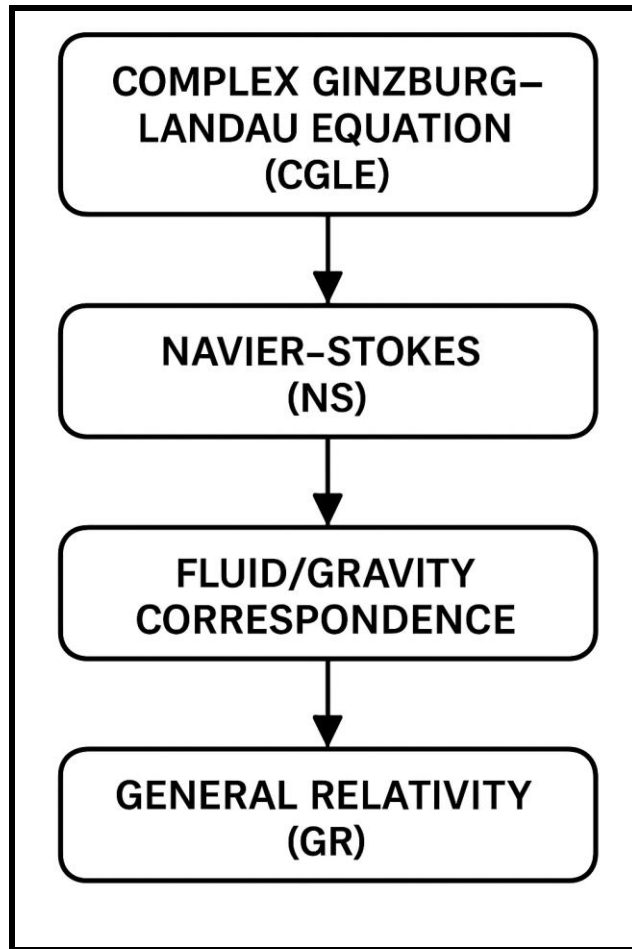 COMPLEX GINZBURG–
LANDAU EQUATION
(CGLE)
NAVIER–STOKES
(NS)
FLUID/GRAVITY
CORRESPONDENCE
GENERAL RELATIVITY
(GR)